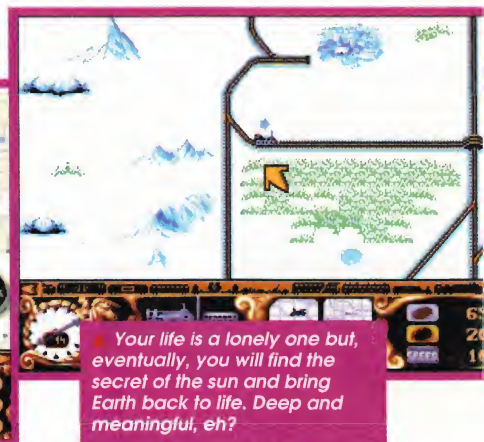 Your life is a lonely one but,
eventually, you will find the
secret of the sun and bring
Earth back to life. Deep and
meaningful, eh?